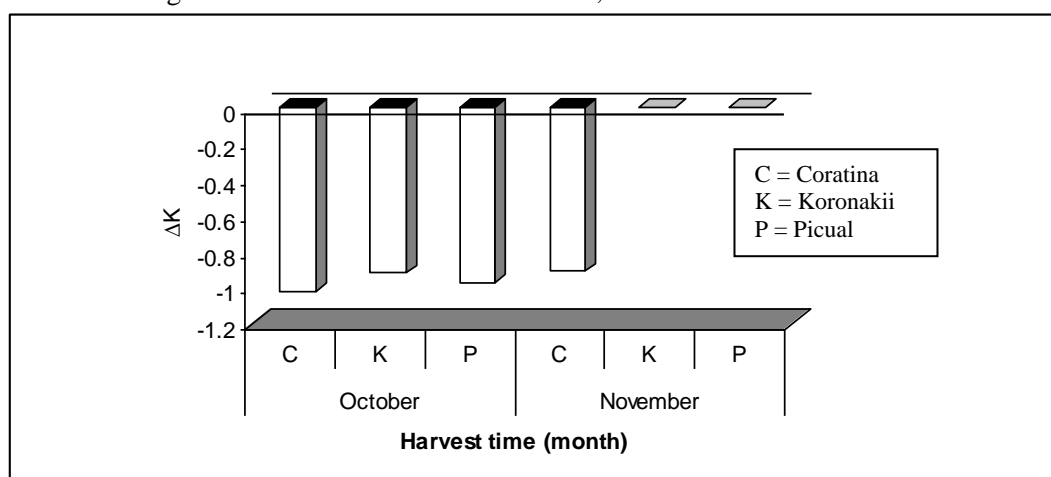 0
-0.2
-0.4
-0.6
-0.8
-1
-1.2
ΔK
C = Coratina
K = Koronakii
P = Picual
C K P C K P
October November
Harvest time (month)